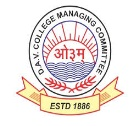 D.A.V. COLLEGE MANAGING COMMITTEE
ओ३म्
ESTD 1886